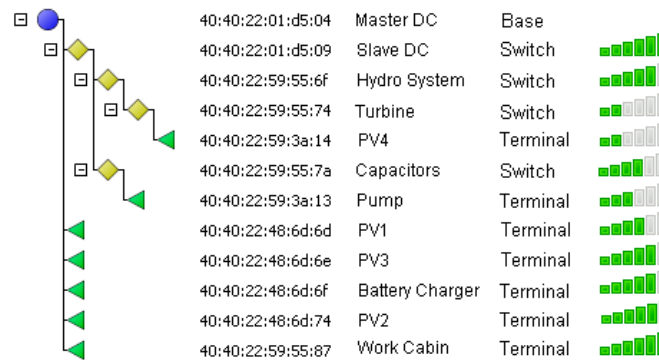 40:40:22:01:d5:04 Master DC Base
40:40:22:01:d5:09 Slave DC Switch
40:40:22:59:55:6f Hydro System Switch
40:40:22:59:55:74 Turbine Switch
40:40:22:59:3a:14 PV4 Terminal
40:40:22:59:55:7a Capacitors Switch
40:40:22:59:3a:13 Pump Terminal
40:40:22:48:6d:6d PV1 Terminal
40:40:22:48:6d:6e PV3 Terminal
40:40:22:48:6d:6f Battery Charger Terminal
40:40:22:48:6d:74 PV2 Terminal
40:40:22:59:55:87 Work Cabin Terminal